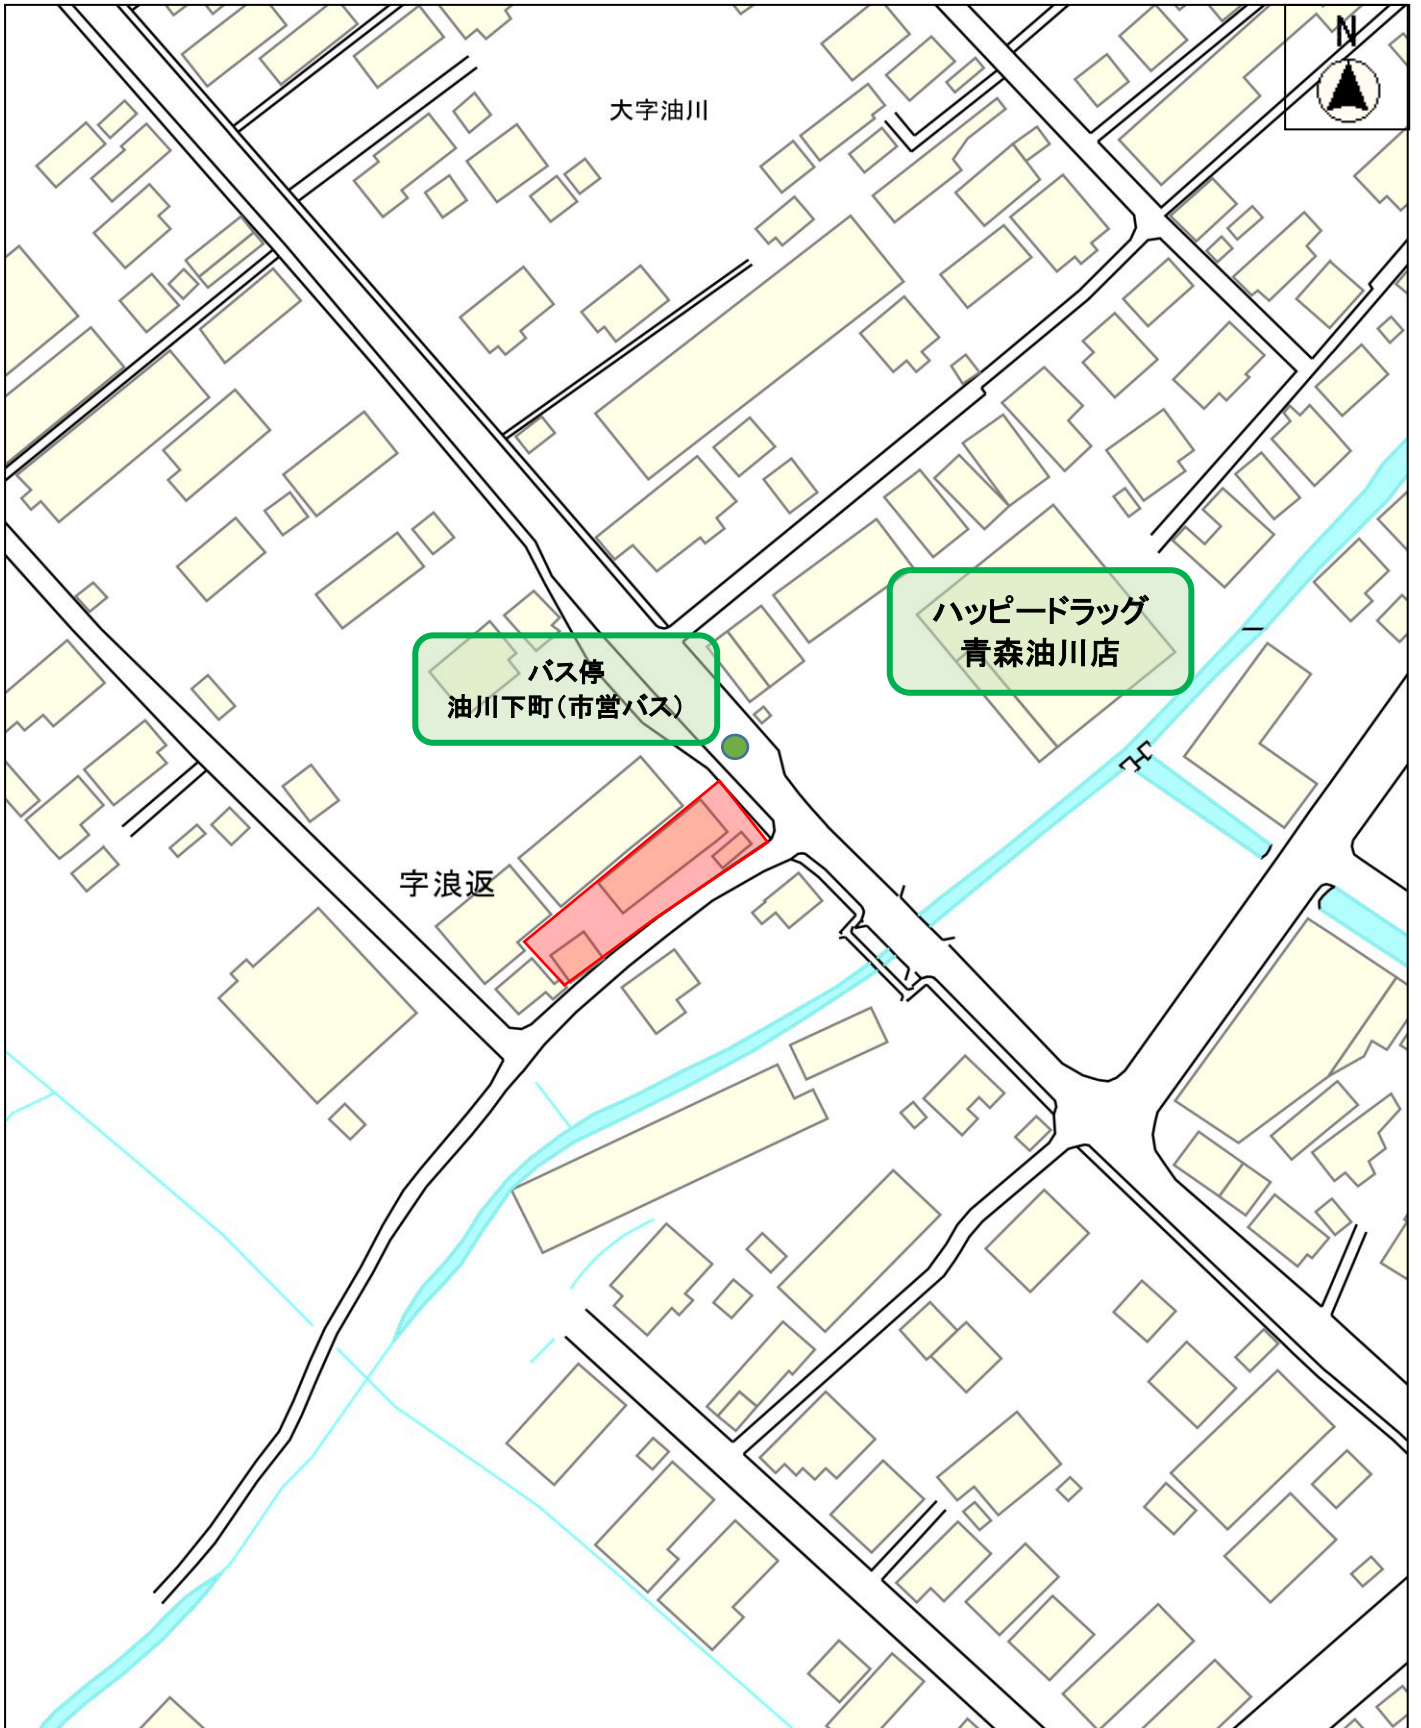 N
大字油川
ハッピードラッグ
青森油川店
バス停
油川下町（市営バス）
字浪返